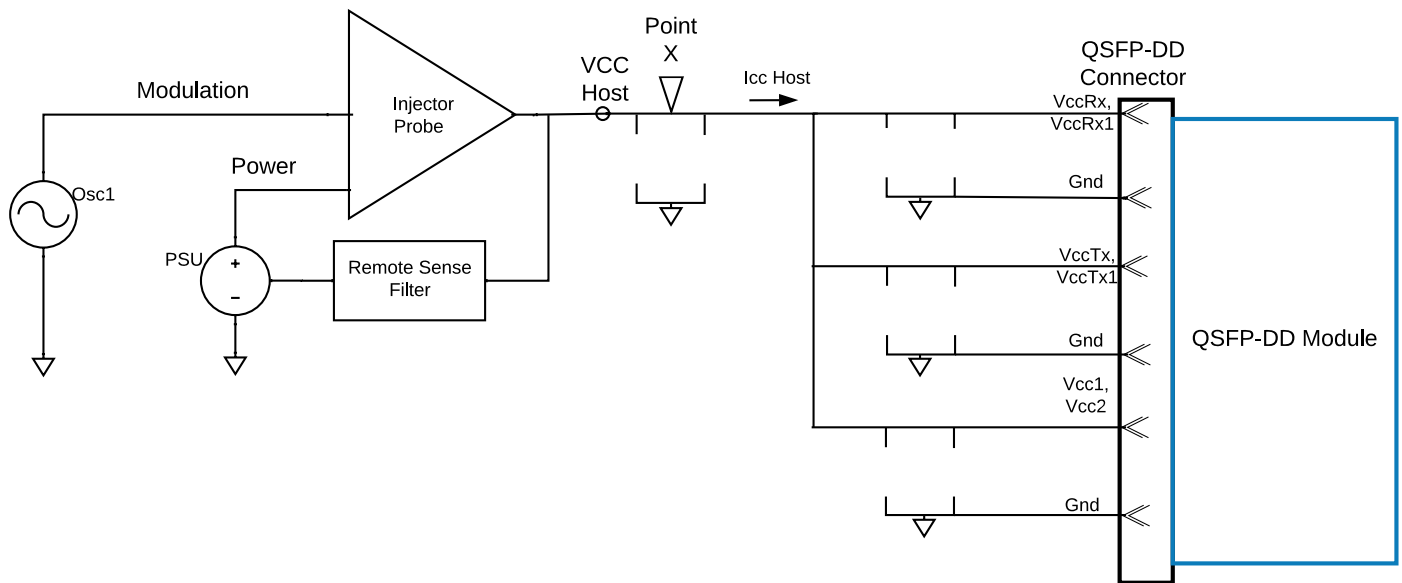 Modulation
Injector
Probe
Power
Osc1
PSU
+
−
Remote Sense
Filter
VCC
Host
Point
X
Icc Host
QSFP-DD
Connector
VccRx,
VccRx1
Gnd
VccTx,
VccTx1
Gnd
Vcc1,
Vcc2
Gnd
QSFP-DD Module